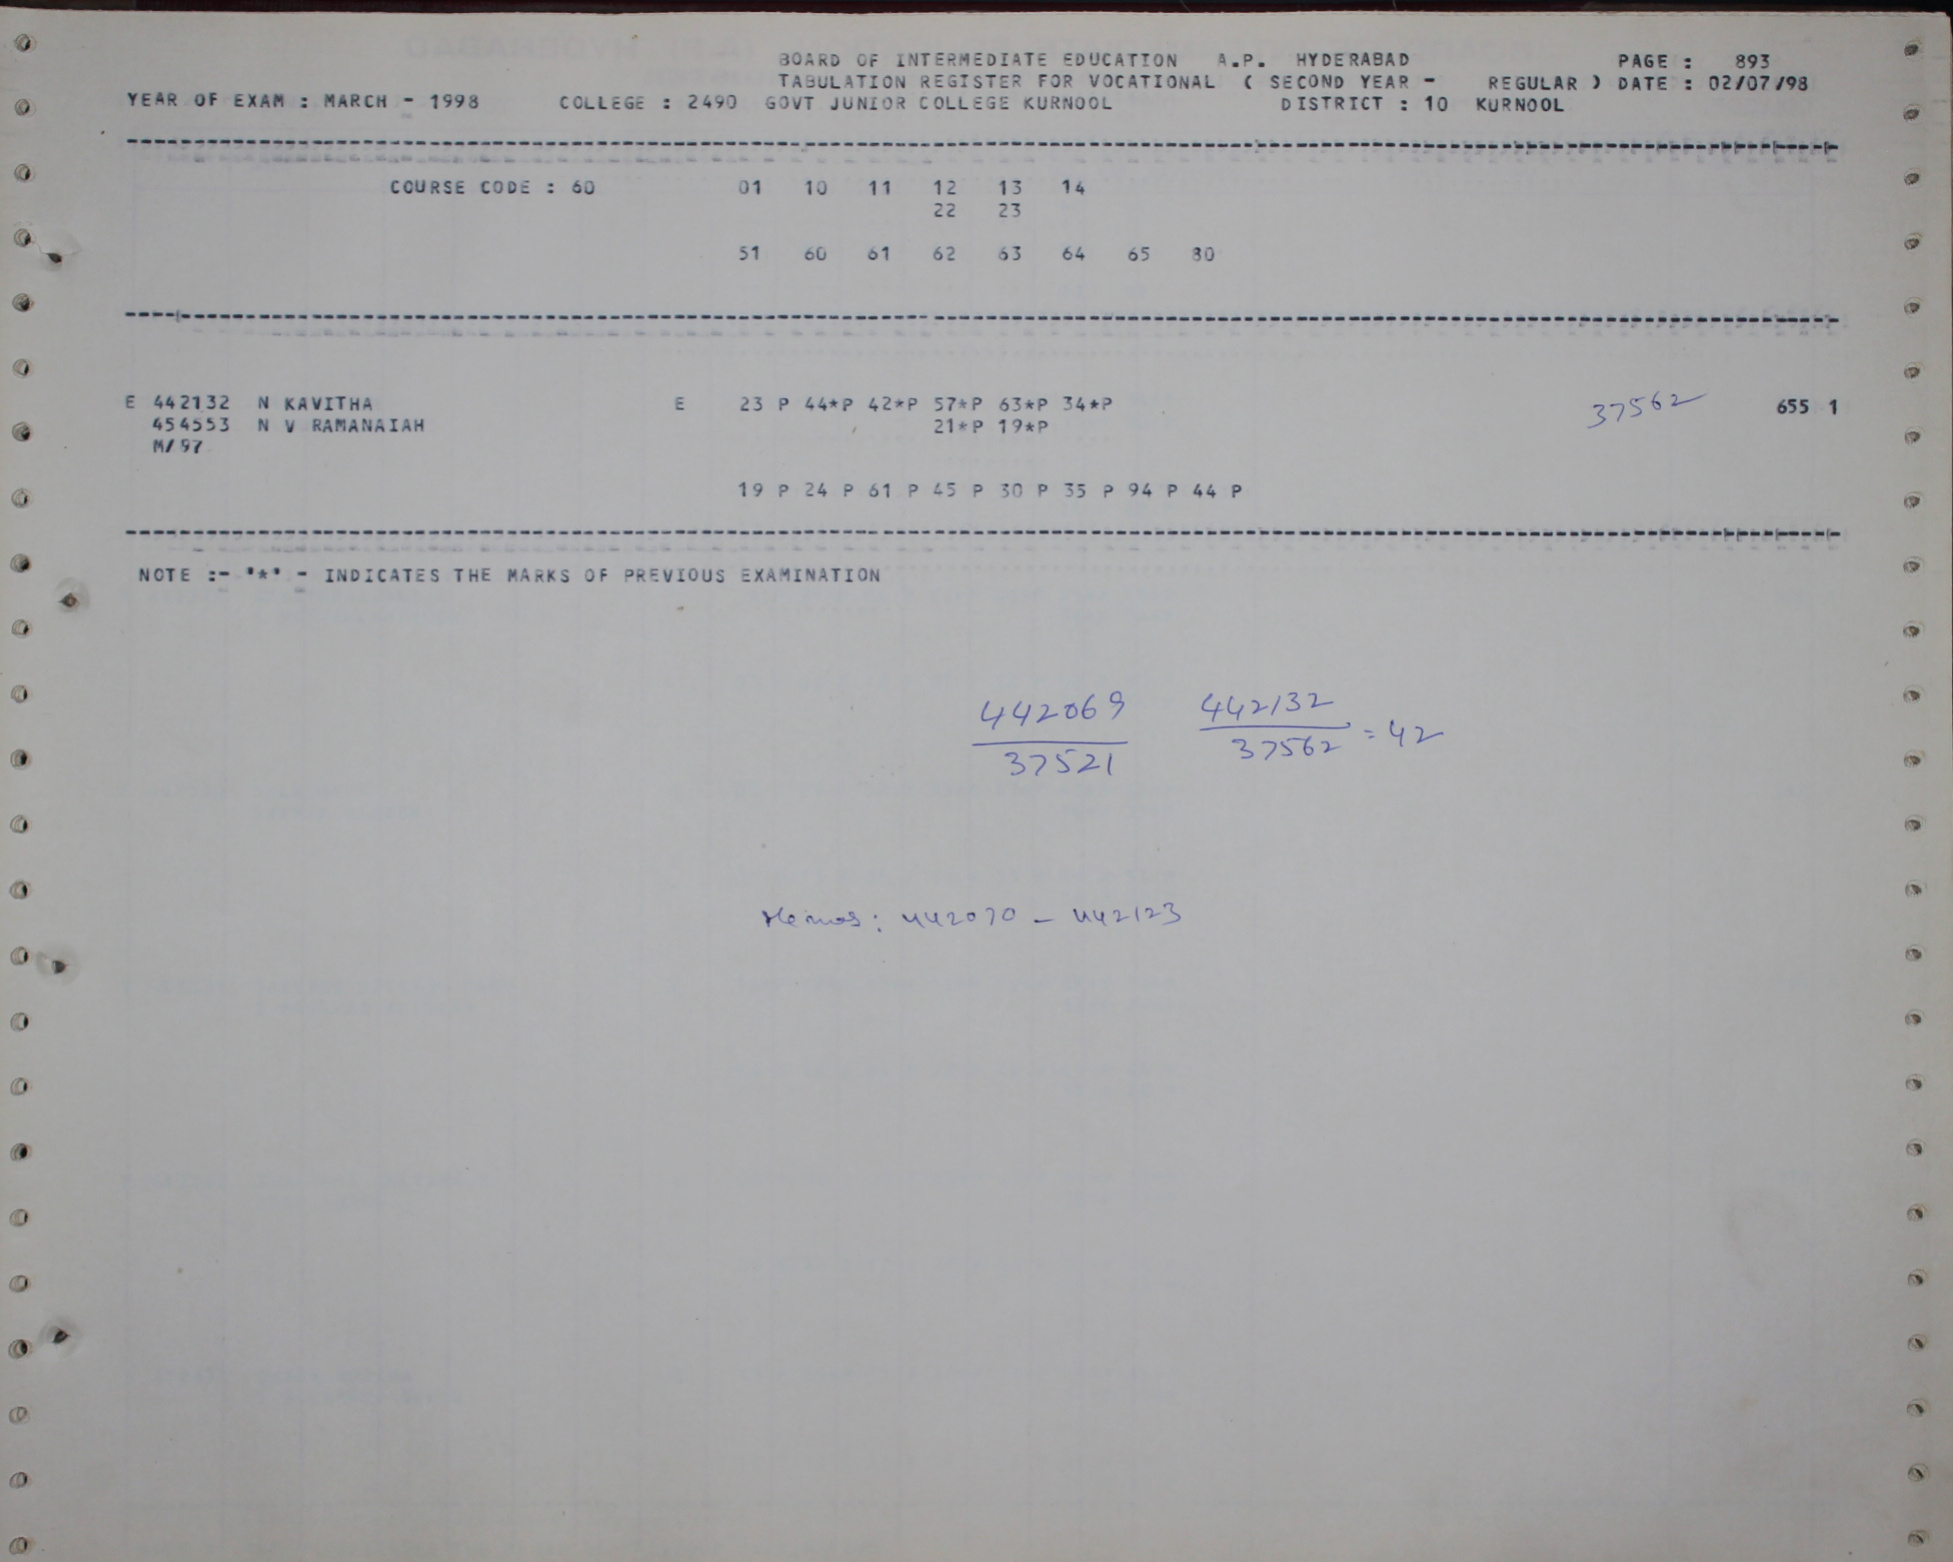 BOARD OF INTERMEDIATE EDUCATION A.P. HYDERABAD PAGE : 893
TABULATION REGISTER FOR VOCATIONAL ( SECOND YEAR - REGULAR ) DATE : 02/07/98
YEAR OF EXAM : MARCH - 1998 COLLEGE : 2490 GOVT JUNIOR COLLEGE KURNOOL DISTRICT : 10 KURNOOL
COURSE CODE : 60 01 10 11 12 13 14
22 23
51 60 61 62 63 64 65 80
E 442132 N KAVITHA E 23 P 44*P 42*P 57*P 63*P 34*P 37562 655 1
454553 N V RAMANAIAH 21*P 19*P
M/97
19 P 24 P 61 P 45 P 30 P 35 P 94 P 44 P
NOTE :- '*' - INDICATES THE MARKS OF PREVIOUS EXAMINATION
442069 442132
37521 37562 = 42
: 442070 - 442123